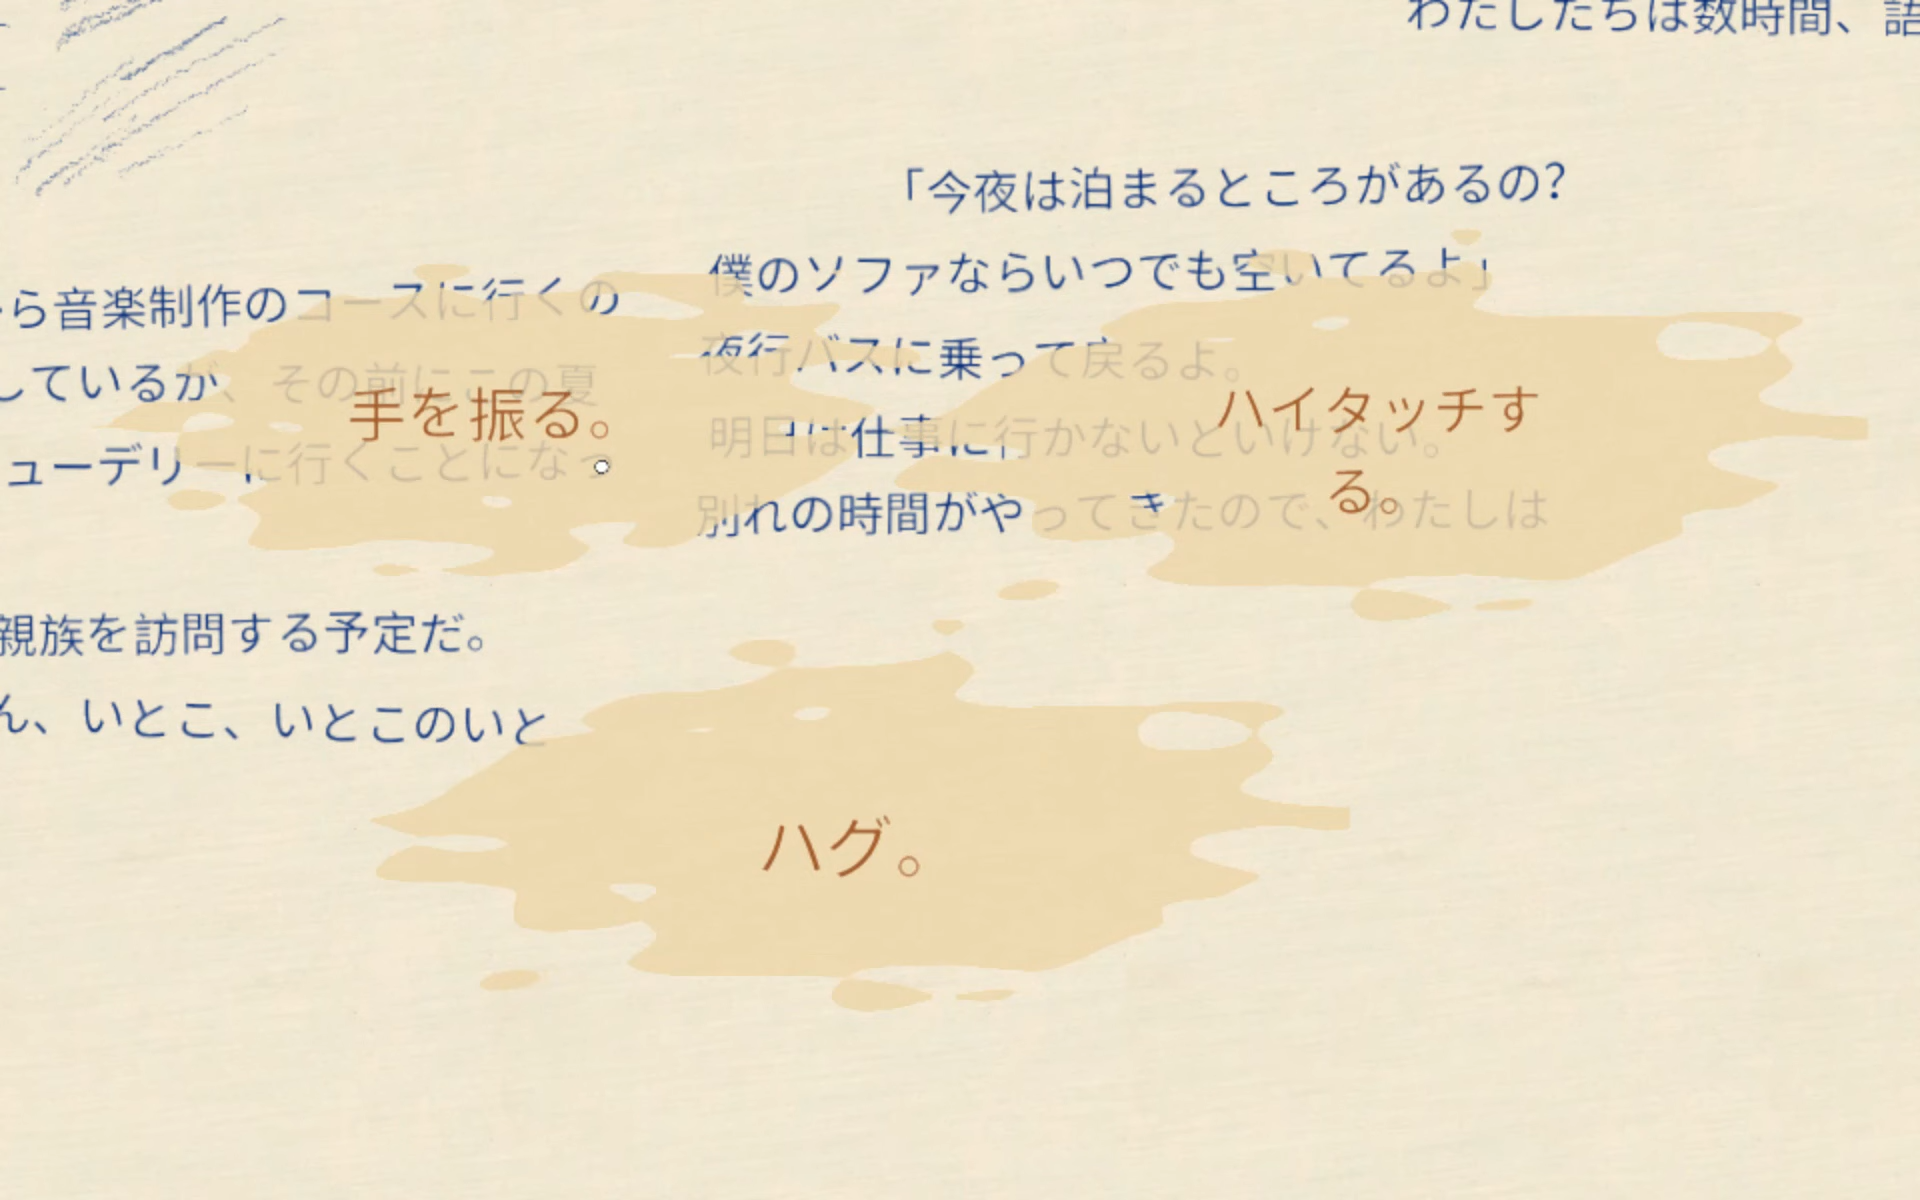 わたしたちは数時間、語
「今夜は泊まるところがあるの？
僕のソファならいつでも空いてるよ」
夜行バスに乗って戻るよ。
明日は仕事に行かないといけない。
別れの時間がやってきたので、わたしは
ら音楽制作のコースに行くの
しているが、その前にこの夏
ューデリーに行くことになっ
親族を訪問する予定だ。
ん、いとこ、いとこのいと
手を振る。
ハイタッチす
る。
ハグ。